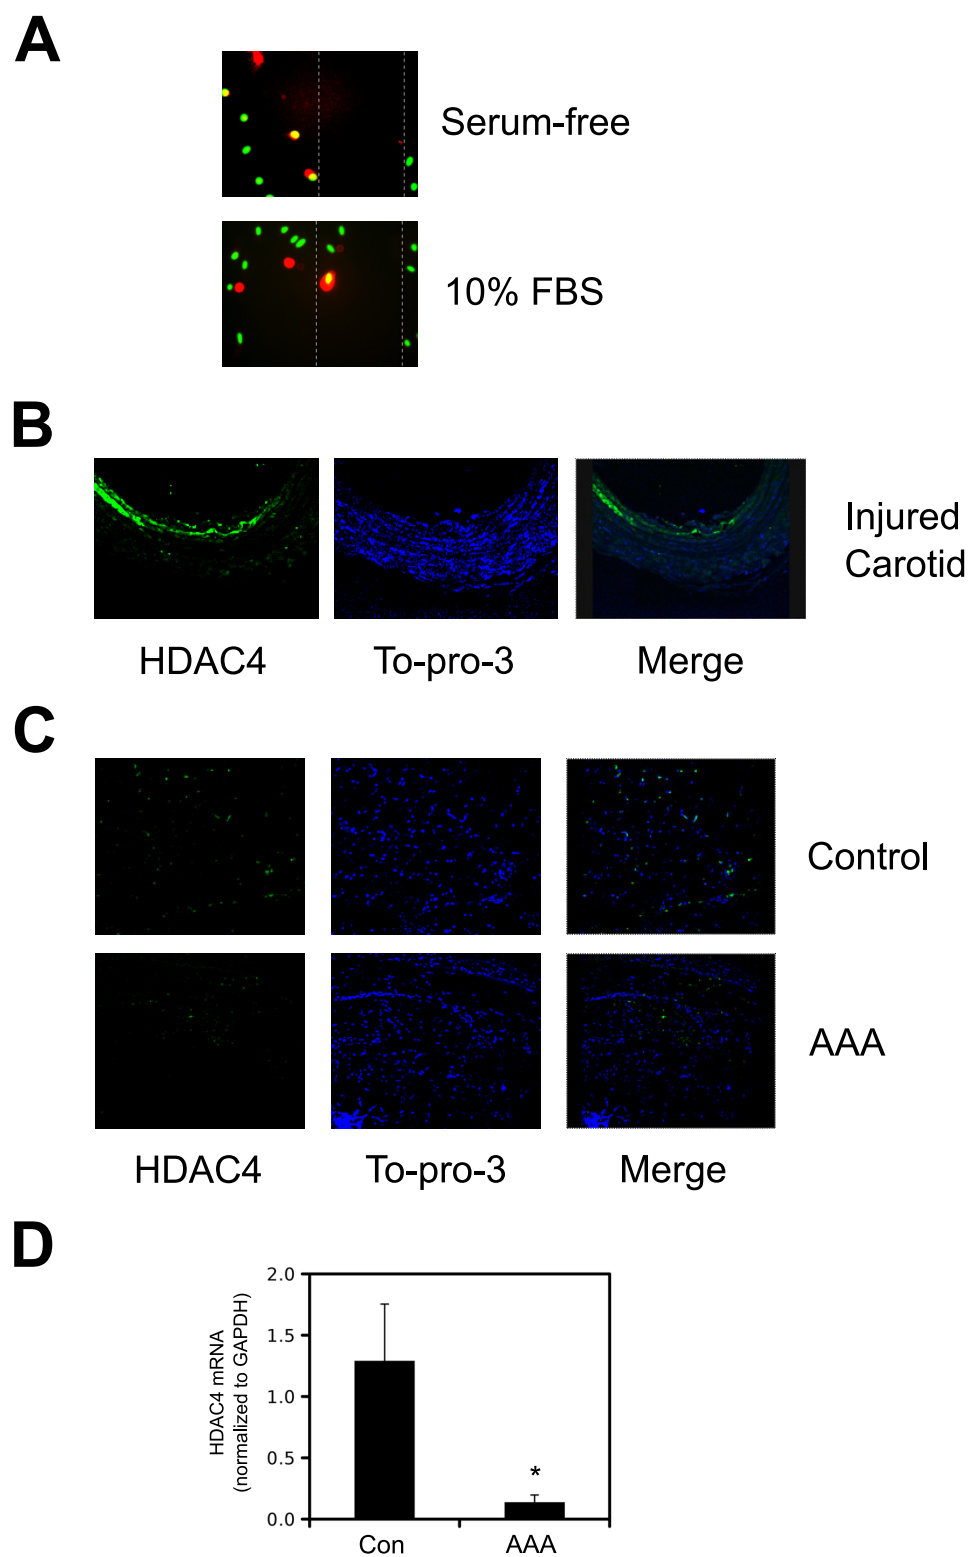 A
Serum-free
10% FBS
B
Injured
Carotid
HDAC4
To-pro-3
Merge
C
Control
AAA
HDAC4
To-pro-3
Merge
D
HDAC4 mRNA
(normalized to GAPDH)
2.0
1.5
1.0
0.5
0.0
*
Con
AAA